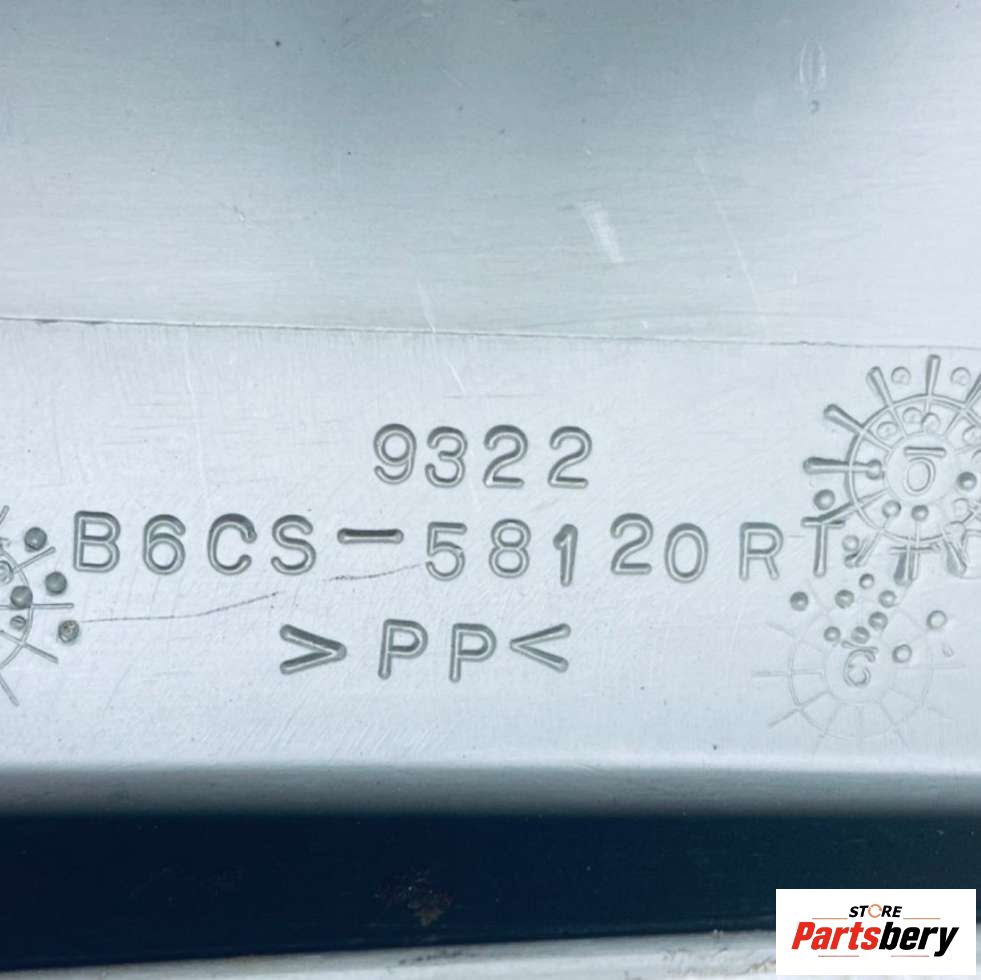 9322
B6CS-58120RT
>PP<
STORE
Partsbery